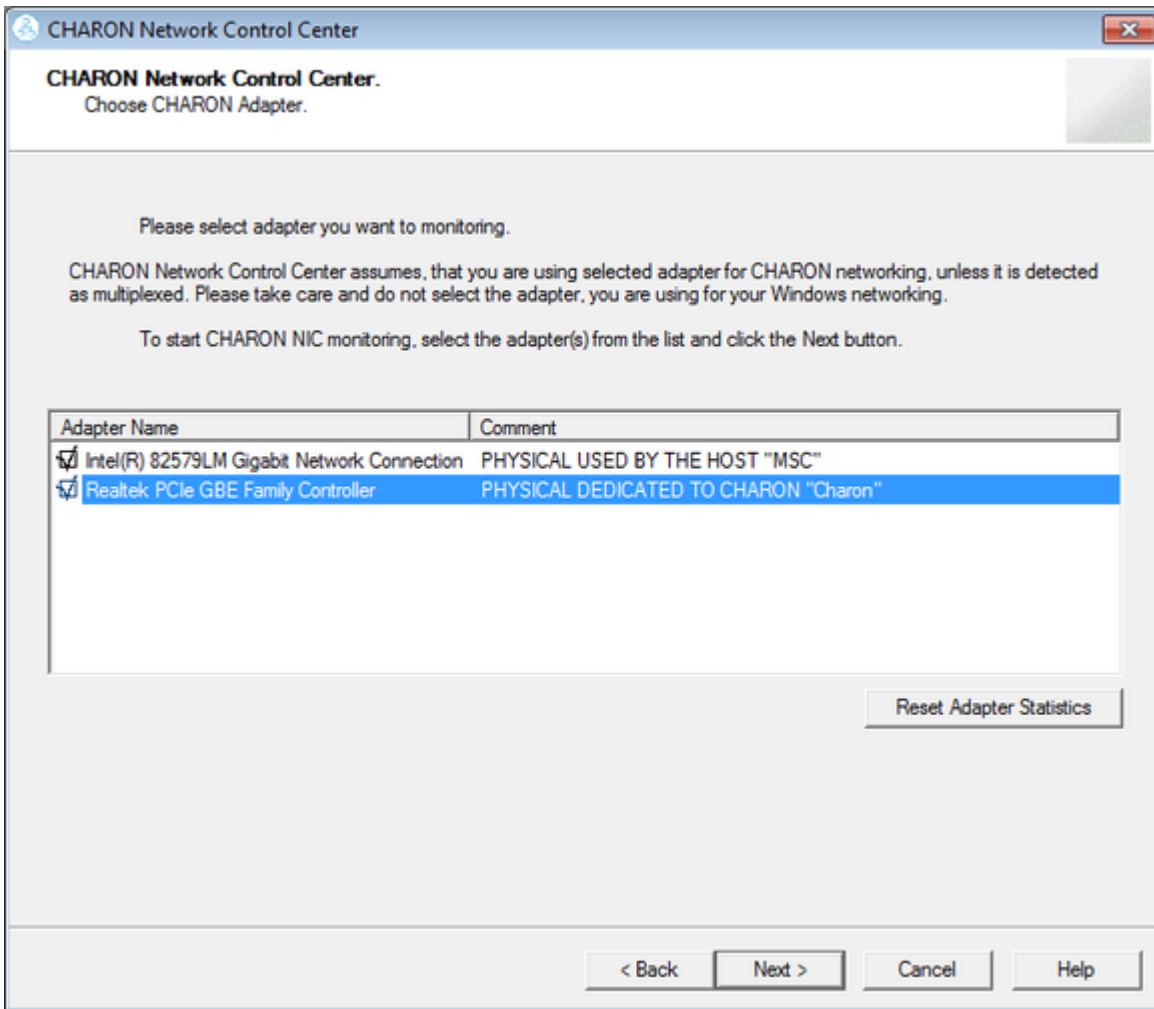 CHARON Network Control Center
CHARON Network Control Center.
Choose CHARON Adapter.
Please select adapter you want to monitoring.
CHARON Network Control Center assumes, that you are using selected adapter for CHARON networking, unless it is detected
as multiplexed. Please take care and do not select the adapter, you are using for your Windows networking.
To start CHARON NIC monitoring, select the adapter(s) from the list and click the Next button.
Adapter Name Comment
Intel(R) 82579LM Gigabit Network Connection PHYSICAL USED BY THE HOST "MSC"
Realtek PCIe GBE Family Controller PHYSICAL DEDICATED TO CHARON "Charon"
Reset Adapter Statistics
< Back Next > Cancel Help